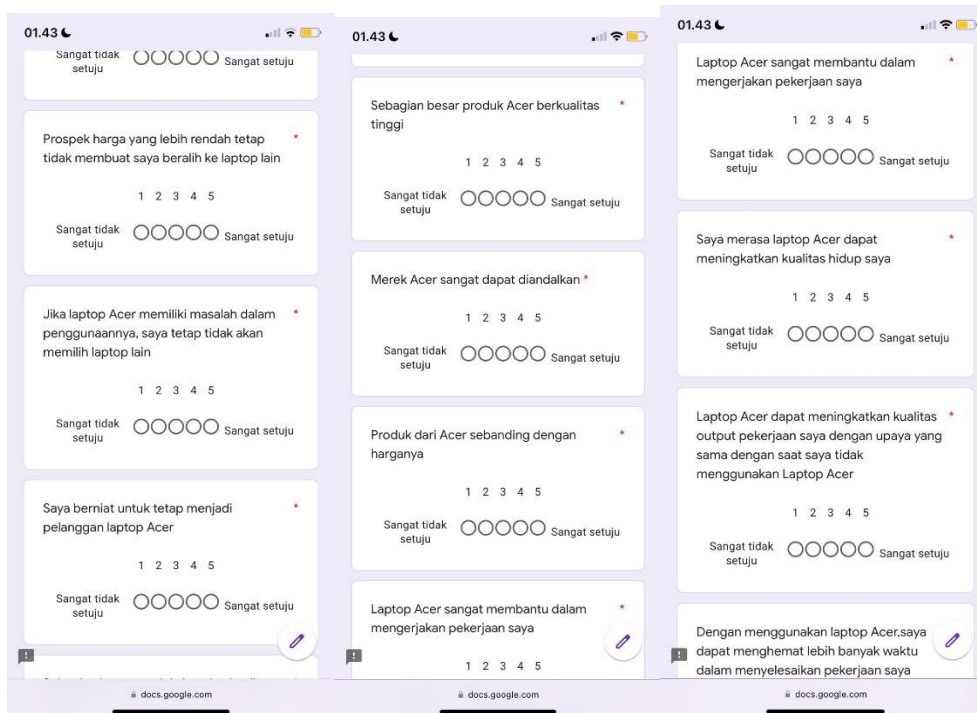 01.43
Sangat tidak setuju
Sangat setuju
Prospek harga yang lebih rendah tetap *
tidak membuat saya beralih ke laptop lain
1 2 3 4 5
Sangat tidak setuju
Sangat setuju
Jika laptop Acer memiliki masalah dalam *
penggunaannya, saya tetap tidak akan
memilih laptop lain
1 2 3 4 5
Sangat tidak setuju
Sangat setuju
Saya berniat untuk tetap menjadi *
pelanggan laptop Acer
1 2 3 4 5
Sangat tidak setuju
Sangat setuju
docs.google.com
01.43
Sebagian besar produk Acer berkualitas *
tinggi
1 2 3 4 5
Sangat tidak setuju
Sangat setuju
Merek Acer sangat dapat diandalkan *
1 2 3 4 5
Sangat tidak setuju
Sangat setuju
Produk dari Acer sebanding dengan *
harganya
1 2 3 4 5
Sangat tidak setuju
Sangat setuju
Laptop Acer sangat membantu dalam *
mengerjakan pekerjaan saya
1 2 3 4 5
docs.google.com
01.43
Laptop Acer sangat membantu dalam *
mengerjakan pekerjaan saya
1 2 3 4 5
Sangat tidak setuju
Sangat setuju
Saya merasa laptop Acer dapat *
meningkatkan kualitas hidup saya
1 2 3 4 5
Sangat tidak setuju
Sangat setuju
Laptop Acer dapat meningkatkan kualitas *
output pekerjaan saya dengan upaya yang
sama dengan saat saya tidak
menggunakan Laptop Acer
1 2 3 4 5
Sangat tidak setuju
Sangat setuju
Dengan menggunakan laptop Acer,saya
dapat menghemat lebih banyak waktu
dalam menyelesaikan pekerjaan saya
docs.google.com